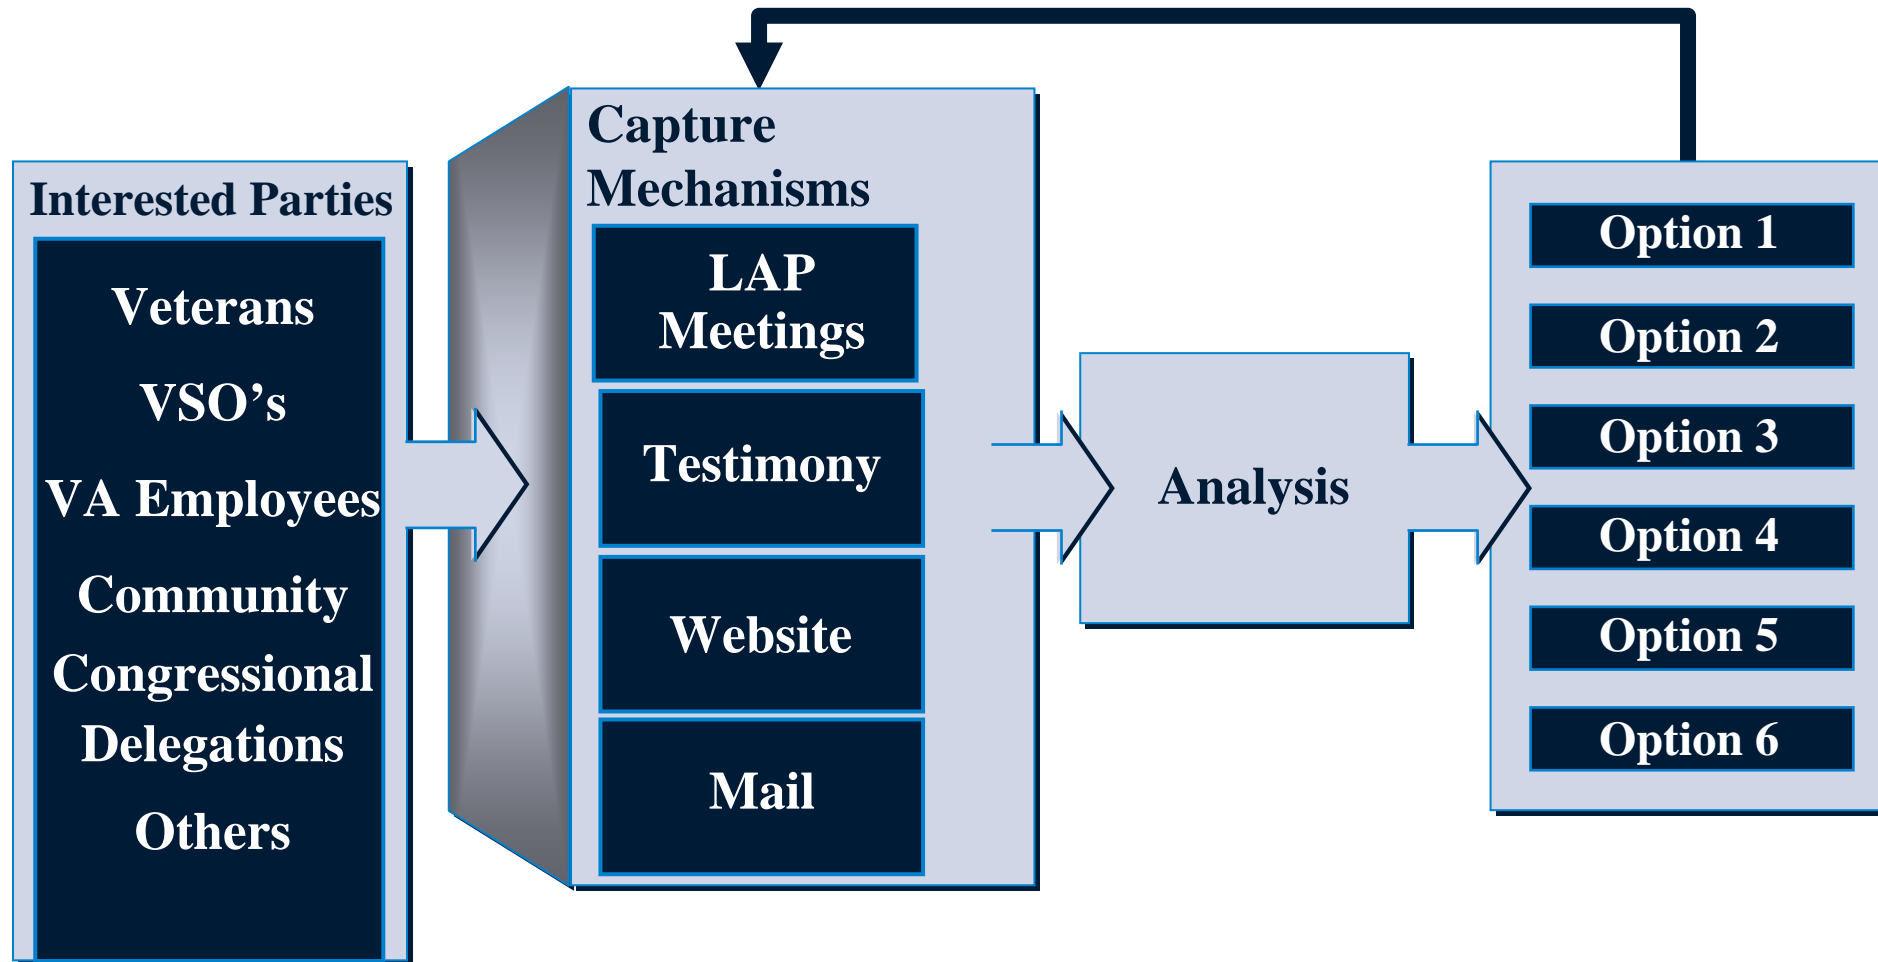 Interested Parties
Veterans
VSO’s
VA Employees
Community
Congressional
Delegations
Others
Capture
Mechanisms
LAP
Meetings
Testimony
Website
Mail
Analysis
Option 1
Option 2
Option 3
Option 4
Option 5
Option 6